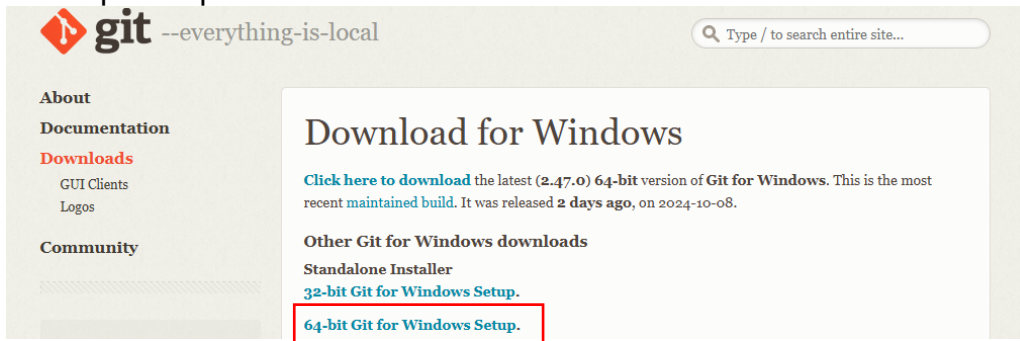 git --everything-is-local
Type / to search entire site...
About
Documentation
Downloads
GUI Clients
Logos
Community
Download for Windows
Click here to download the latest (2.47.0) 64-bit version of Git for Windows. This is the most
recent maintained build. It was released 2 days ago, on 2024-10-08.
Other Git for Windows downloads
Standalone Installer
32-bit Git for Windows Setup.
64-bit Git for Windows Setup.